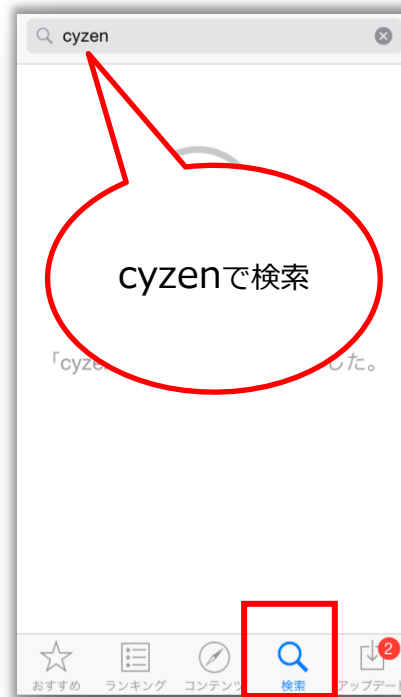 cyzen
cyzenで検索
「cyze した。
おすすめ ランキング コンテンツ 検索 アップデート
2